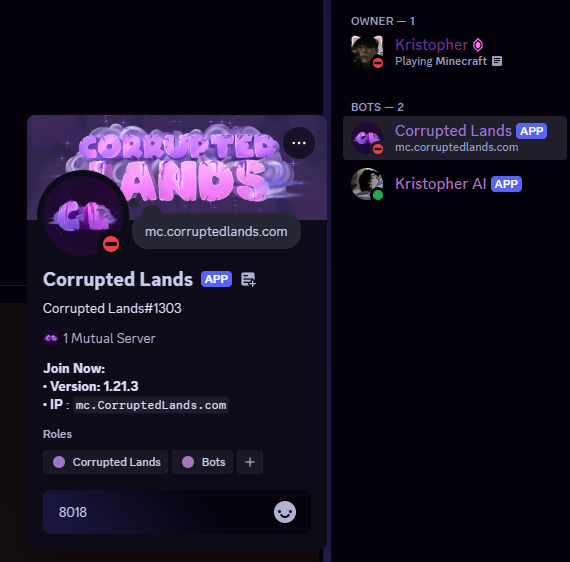 OWNER — 1
Kristopher
Playing Minecraft
BOTS — 2
Corrupted Lands APP
mc.corruptedlands.com
Kristopher AI APP
CORRUPTED
LANDS
CL
mc.corruptedlands.com
Corrupted Lands APP
Corrupted Lands#1303
1 Mutual Server
Join Now:
• Version: 1.21.3
• IP : mc.CorruptedLands.com
Roles
Corrupted Lands Bots +
8018